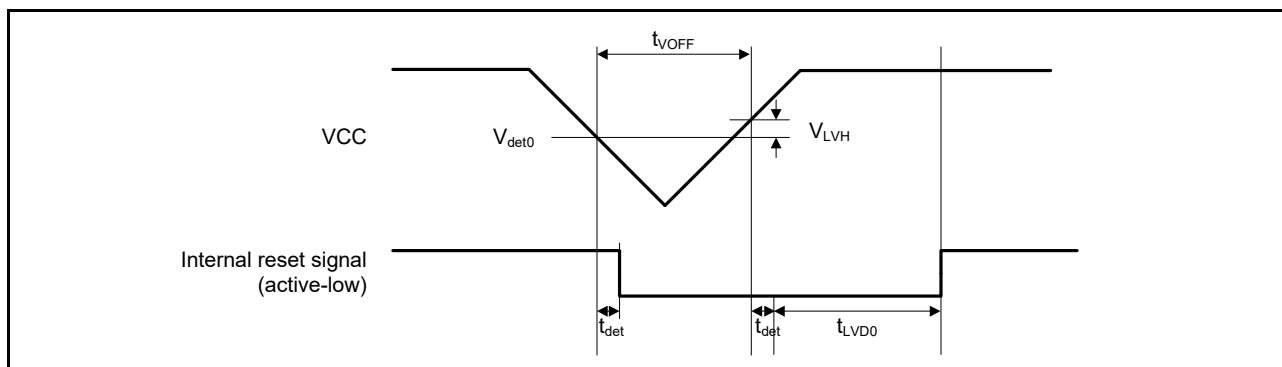 tVOFF
VCC
Vdet0
VLVH
Internal reset signal
(active-low)
tdet
tdet
tLVD0